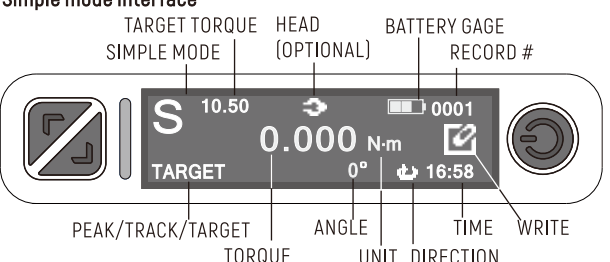 Simple mode interface
TARGET TORQUE HEAD BATTERY GAGE
SIMPLE MODE (OPTIONAL) RECORD #
S 10.50 0001
0.000 N·m
TARGET 0° 16:58
PEAK/TRACK/TARGET ANGLE TIME WRITE
TORQUE UNIT DIRECTION